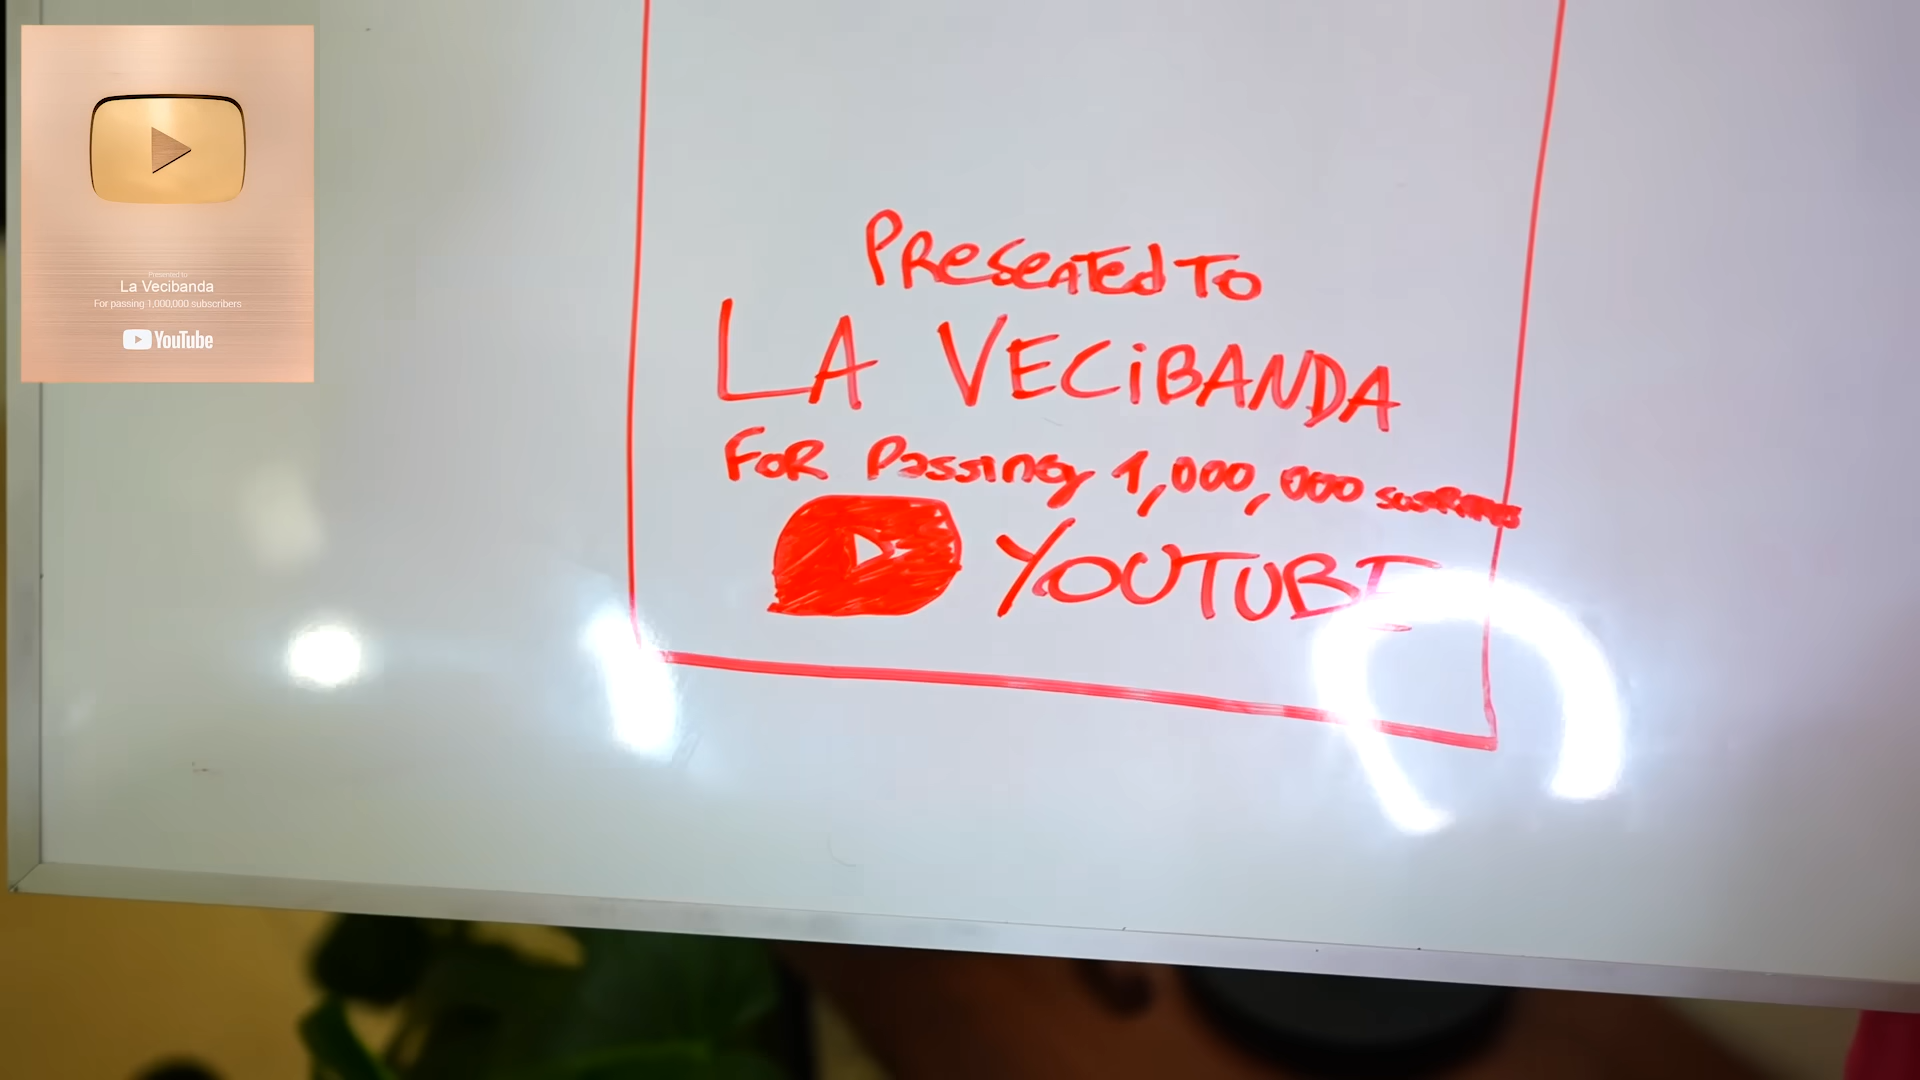 Presented to
La Vecibanda
For passing 1,000,000 subscribers
YouTube
PReSenTed To
LA VECiBANDA
FoR Passing 1,000,000
YOUTUBE